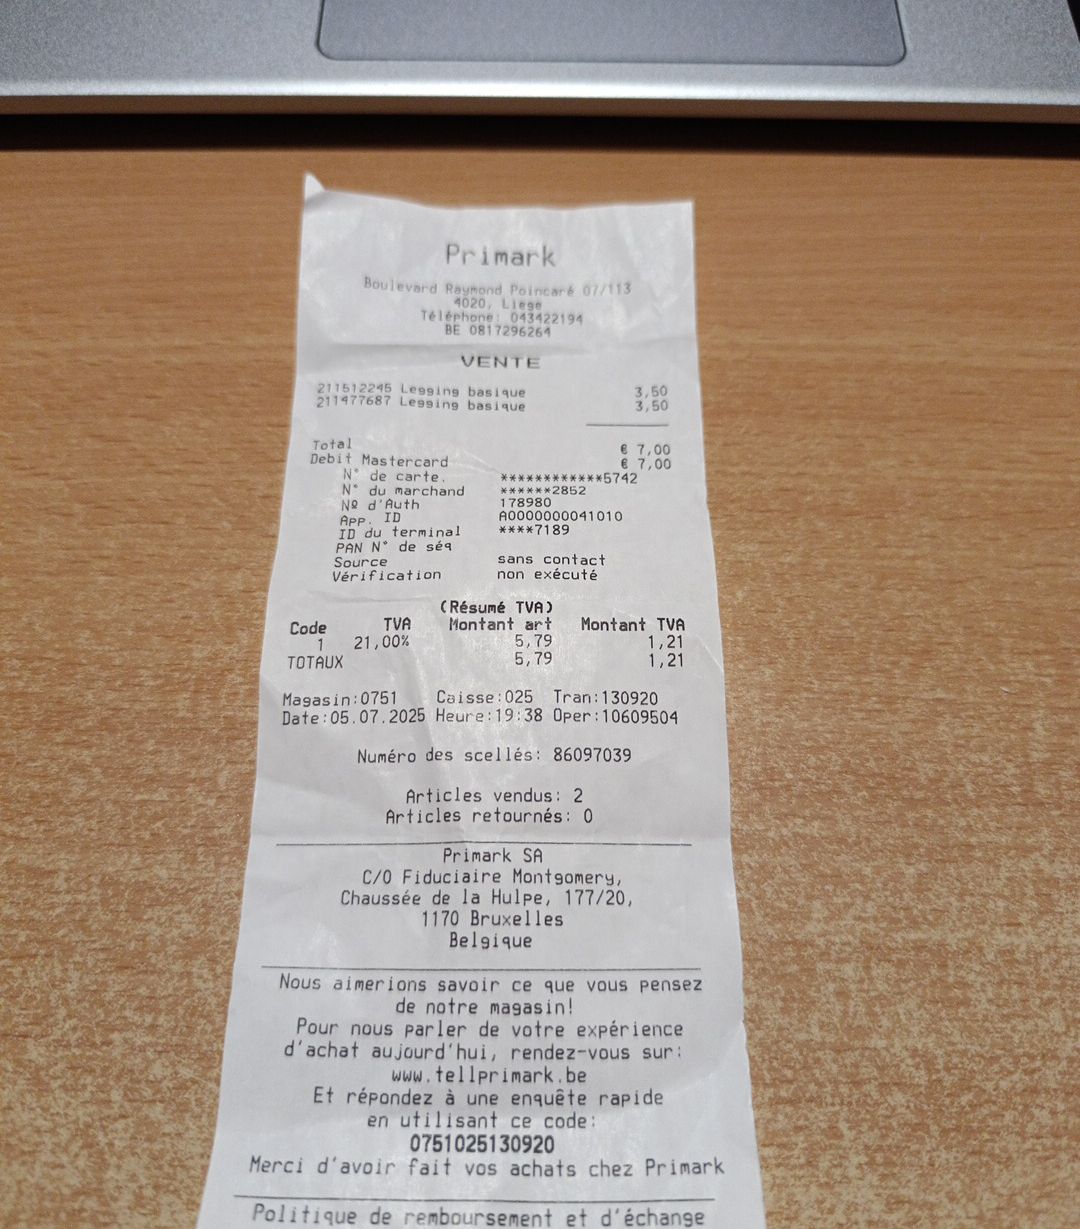 Primark
Boulevard Raymond Poincaré 07/113
4020, Liege
Téléphone: 043422194
BE 0817296264
VENTE
211512245 Legging basique 3,50
211477687 Legging basique 3,50
Total € 7,00
Debit Mastercard € 7,00
N° de carte. ************5742
N° du marchand ******2852
Nº d'Auth 178980
App. ID A0000000041010
ID du terminal ****7189
PAN N° de séq
Source sans contact
Vérification non exécuté
(Résumé TVA)
Code TVA Montant art Montant TVA
1 21,00% 5,79 1,21
TOTAUX 5,79 1,21
Magasin:0751 Caisse:025 Tran:130920
Date:05.07.2025 Heure:19:38 Oper:10609504
Numéro des scellés: 86097039
Articles vendus: 2
Articles retournés: 0
Primark SA
C/O Fiduciaire Montgomery,
Chaussée de la Hulpe, 177/20,
1170 Bruxelles
Belgique
Nous aimerions savoir ce que vous pensez
de notre magasin!
Pour nous parler de votre expérience
d'achat aujourd'hui, rendez-vous sur:
www.tellprimark.be
Et répondez à une enquête rapide
en utilisant ce code:
0751025130920
Merci d'avoir fait vos achats chez Primark
Politique de remboursement et d'échange